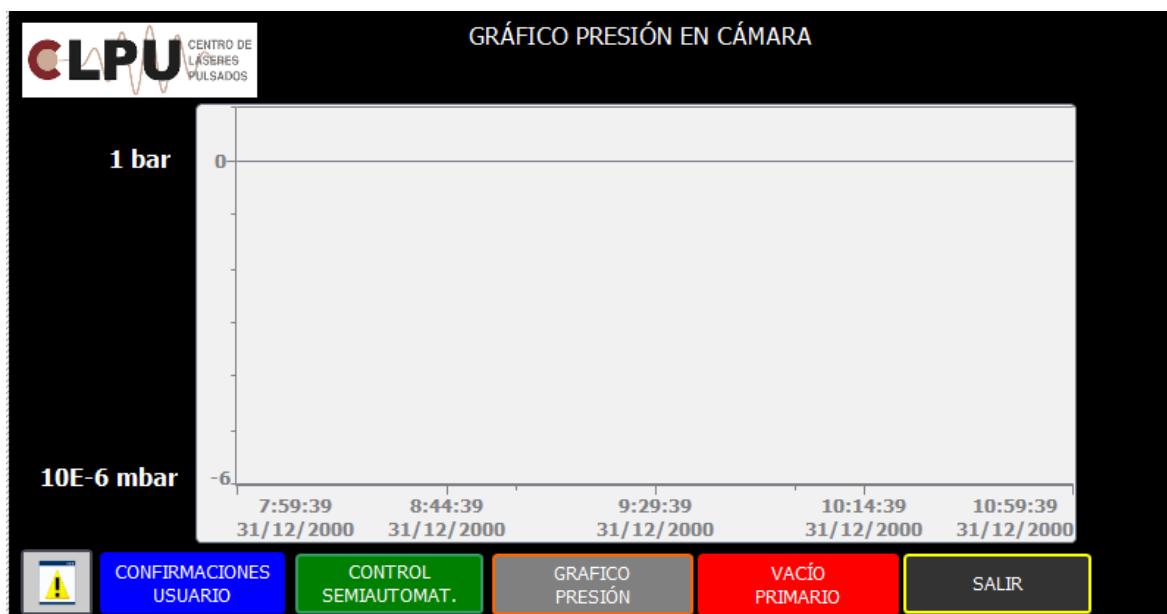 CLPU
CENTRO DE
LÁSERES
PULSADOS
GRÁFICO PRESIÓN EN CÁMARA
1 bar
0
10E-6 mbar
-6
7:59:39 8:44:39 9:29:39 10:14:39 10:59:39
31/12/2000 31/12/2000 31/12/2000 31/12/2000 31/12/2000
CONFIRMACIONES
USUARIO
CONTROL
SEMIAUTOMAT.
GRAFICO
PRESIÓN
VACÍO
PRIMARIO
SALIR